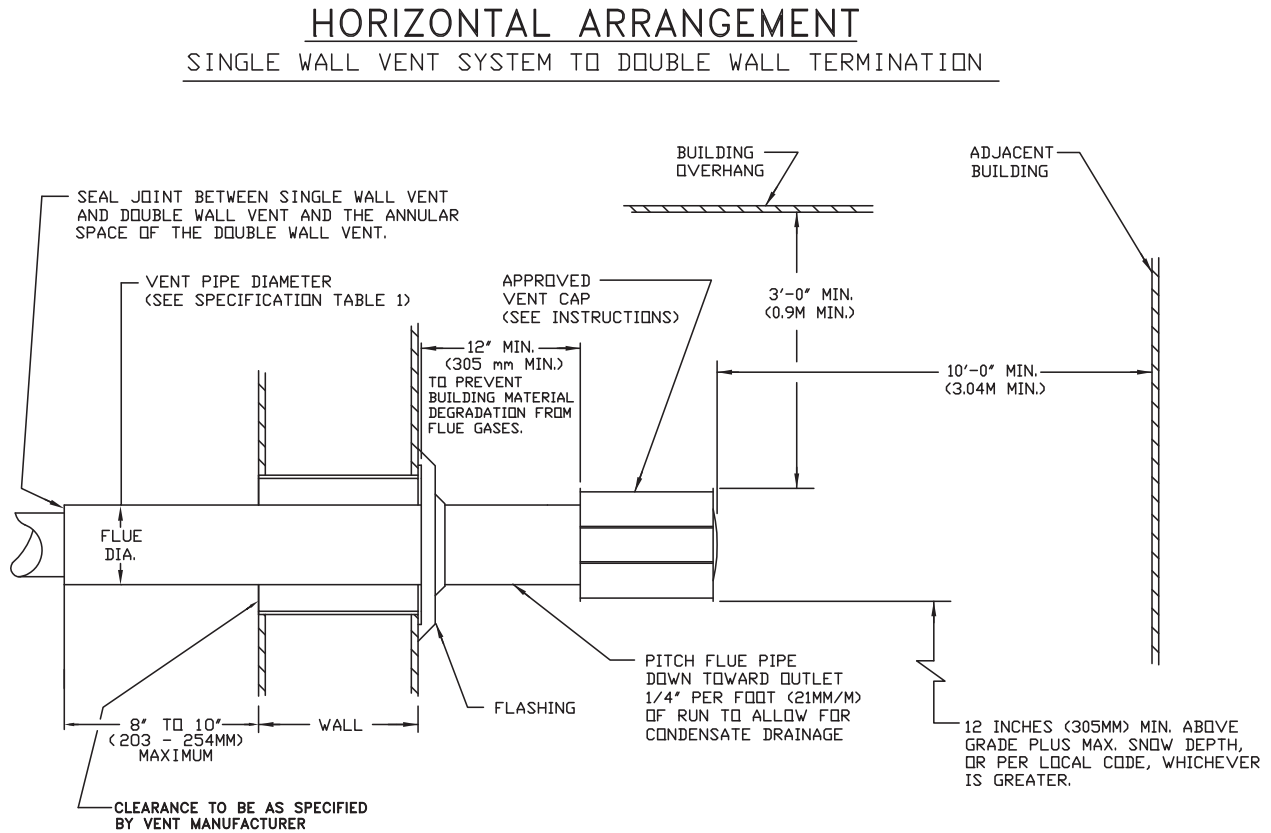 HORIZONTAL ARRANGEMENT
SINGLE WALL VENT SYSTEM TO DOUBLE WALL TERMINATION
BUILDING
OVERHANG
ADJACENT
BUILDING
SEAL JOINT BETWEEN SINGLE WALL VENT
AND DOUBLE WALL VENT AND THE ANNULAR
SPACE OF THE DOUBLE WALL VENT.
VENT PIPE DIAMETER
(SEE SPECIFICATION TABLE 1)
APPROVED
VENT CAP
(SEE INSTRUCTIONS)
3'-0" MIN.
(0.9M MIN.)
12" MIN.
(305 mm MIN.)
TO PREVENT
BUILDING MATERIAL
DEGRADATION FROM
FLUE GASES.
10'-0" MIN.
(3.04M MIN.)
FLUE
DIA.
PITCH FLUE PIPE
DOWN TOWARD OUTLET
1/4" PER FOOT (21MM/M)
OF RUN TO ALLOW FOR
CONDENSATE DRAINAGE
FLASHING
8" TO 10"
(203 - 254MM)
MAXIMUM
WALL
12 INCHES (305MM) MIN. ABOVE
GRADE PLUS MAX. SNOW DEPTH,
OR PER LOCAL CODE, WHICHEVER
IS GREATER.
CLEARANCE TO BE AS SPECIFIED
BY VENT MANUFACTURER